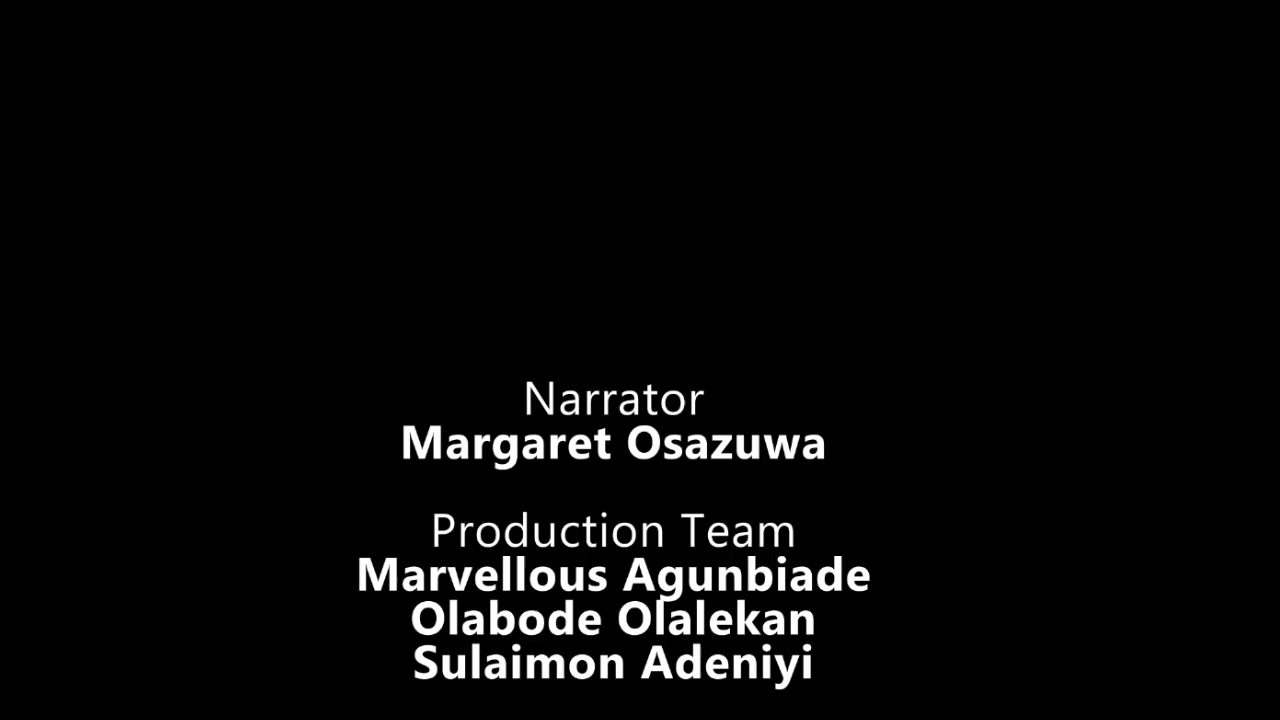 Narrator
Margaret Osazuwa
Production Team
Marvellous Agunbiade
Olabode Olalekan
Sulaimon Adeniyi